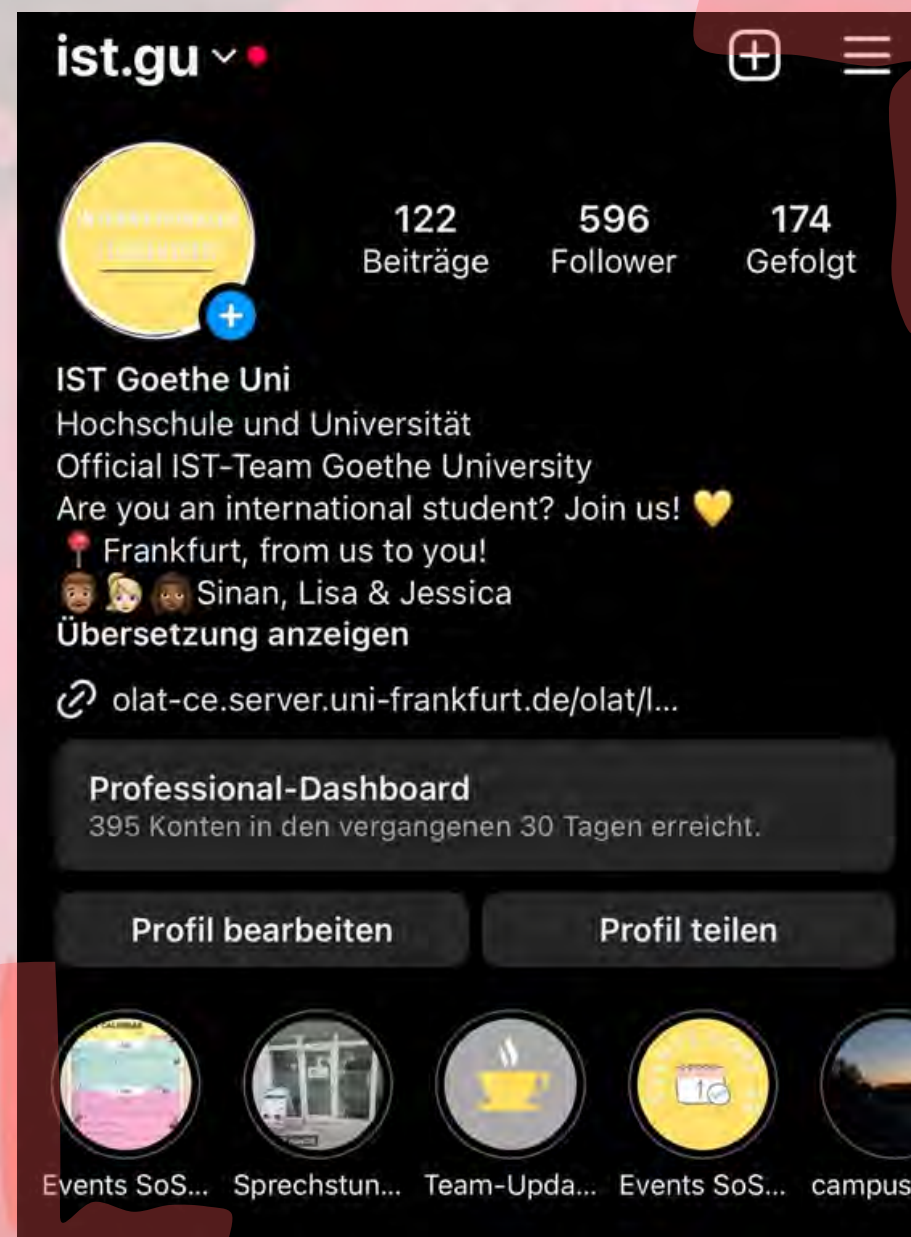 ist.gu
122 596 174
Beiträge Follower Gefolgt
IST Goethe Uni
Hochschule und Universität
Official IST-Team Goethe University
Are you an international student? Join us! 💛
📍 Frankfurt, from us to you!
Sinan, Lisa & Jessica
Übersetzung anzeigen
olat-ce.server.uni-frankfurt.de/olat/l...
Professional-Dashboard
395 Konten in den vergangenen 30 Tagen erreicht.
Profil bearbeiten Profil teilen
Events SoS... Sprechstun... Team-Upda... Events SoS... campus